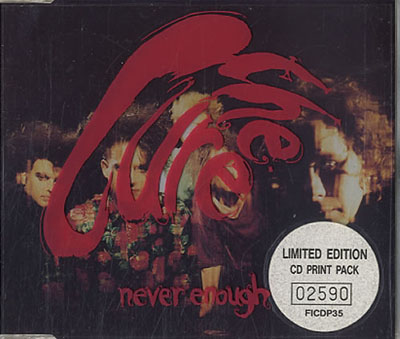 The Cure
never enough
LIMITED EDITION
CD PRINT PACK
02590
FICDP35